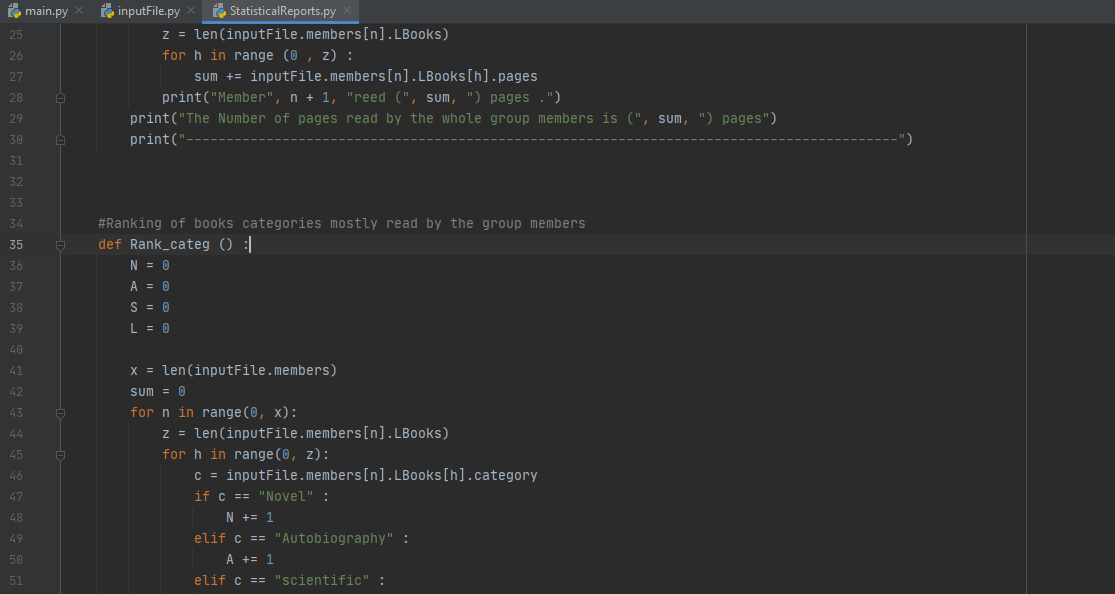 main.py inputFile.py StatisticalReports.py
25 z = len(inputFile.members[n].LBooks)
26 for h in range (0 , z) :
27 sum += inputFile.members[n].LBooks[h].pages
28 print("Member", n + 1, "reed (", sum, ") pages .")
29 print("The Number of pages read by the whole group members is (", sum, ") pages")
30 print("-----------------------------------------------------------------------------------------")
31
32
33
34 #Ranking of books categories mostly read by the group members
35 def Rank_categ () :
36 N = 0
37 A = 0
38 S = 0
39 L = 0
40
41 x = len(inputFile.members)
42 sum = 0
43 for n in range(0, x):
44 z = len(inputFile.members[n].LBooks)
45 for h in range(0, z):
46 c = inputFile.members[n].LBooks[h].category
47 if c == "Novel" :
48 N += 1
49 elif c == "Autobiography" :
50 A += 1
51 elif c == "scientific" :